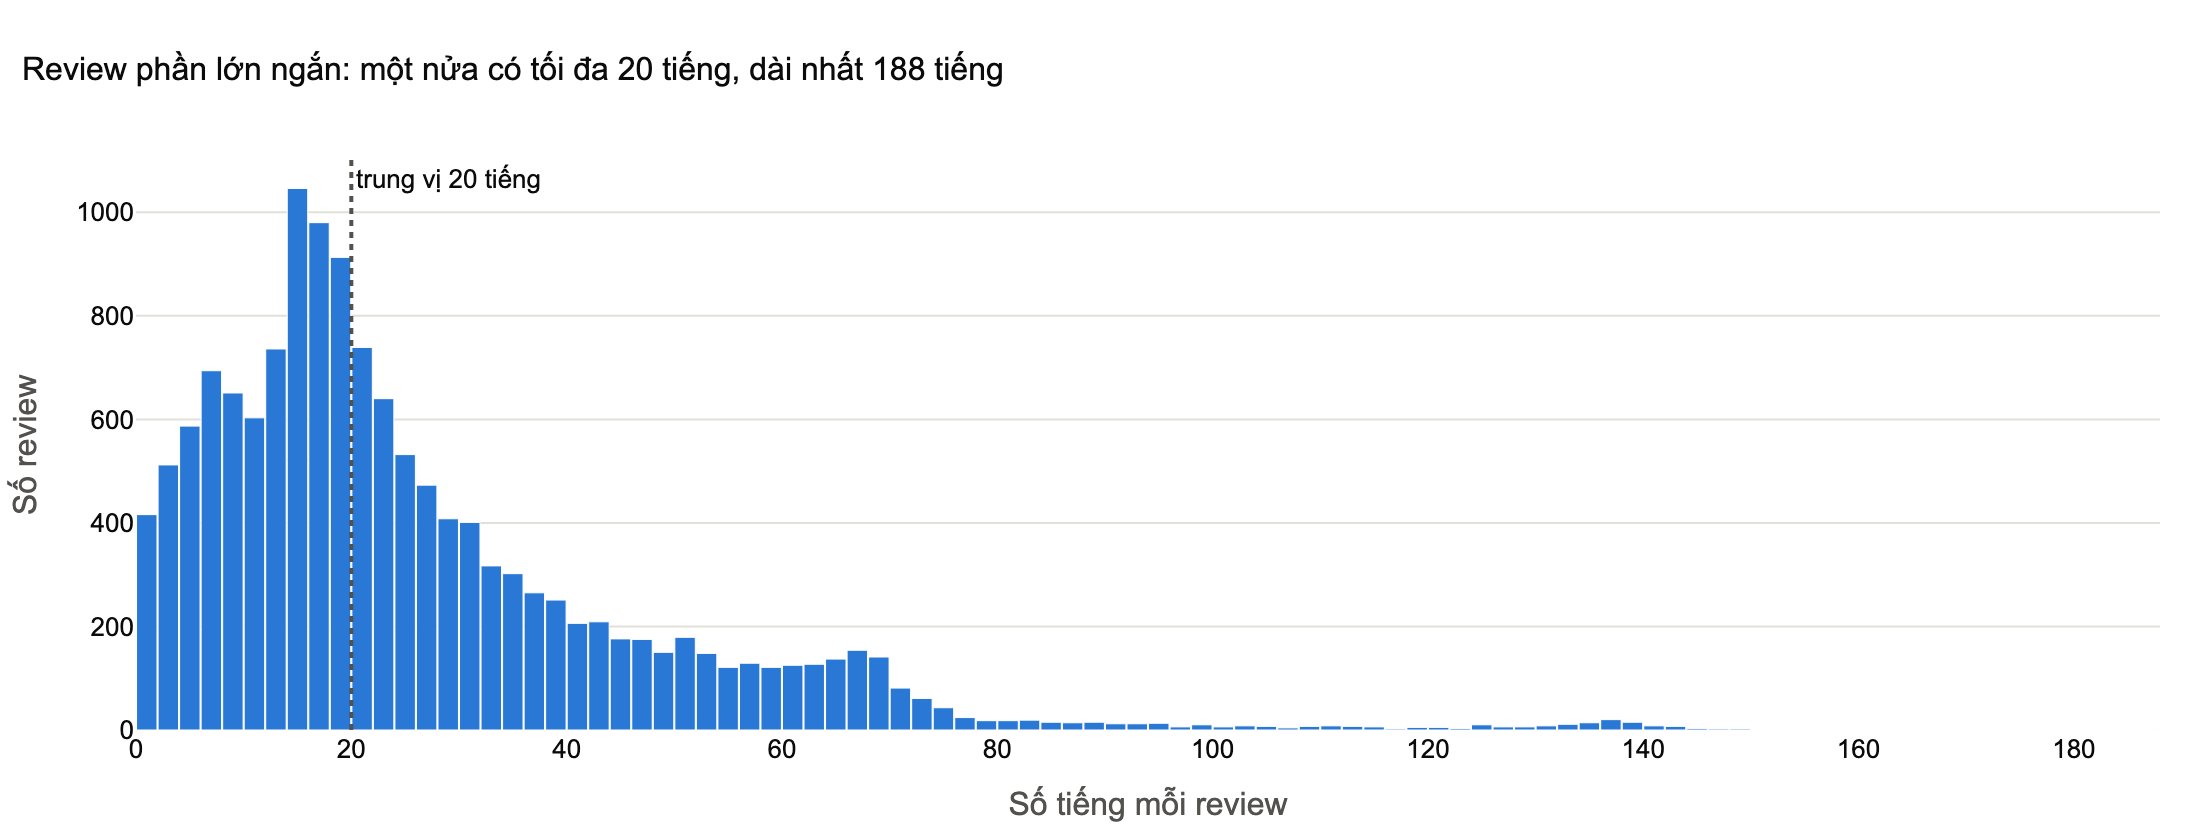 Review phần lớn ngắn: một nửa có tối đa 20 tiếng, dài nhất 188 tiếng
trung vị 20 tiếng
1000
800
600
400
200
0
Số review
0 20 40 60 80 100 120 140 160 180
Số tiếng mỗi review